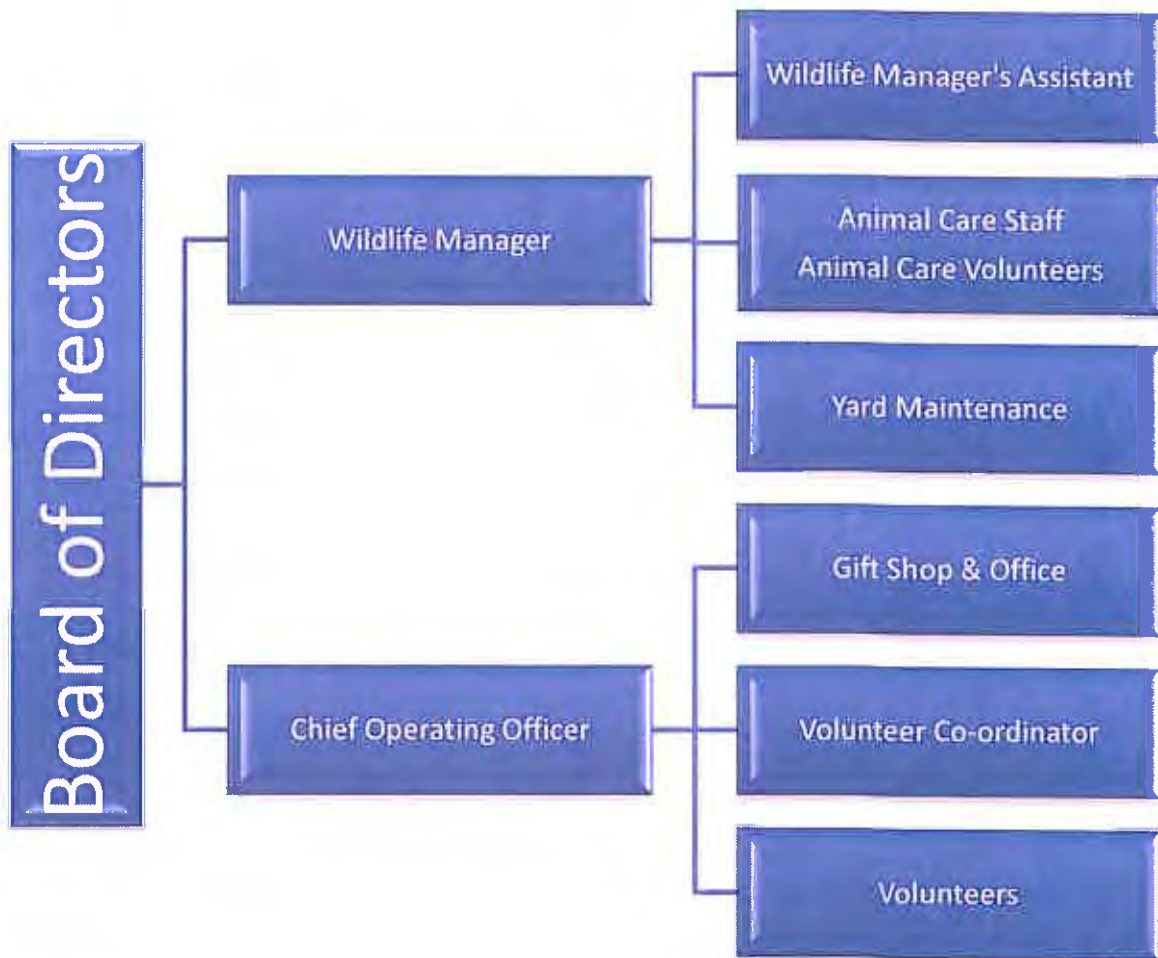 Board of Directors
Wildlife Manager
Wildlife Manager's Assistant
Animal Care Staff
Animal Care Volunteers
Yard Maintenance
Chief Operating Officer
Gift Shop & Office
Volunteer Co-ordinator
Volunteers